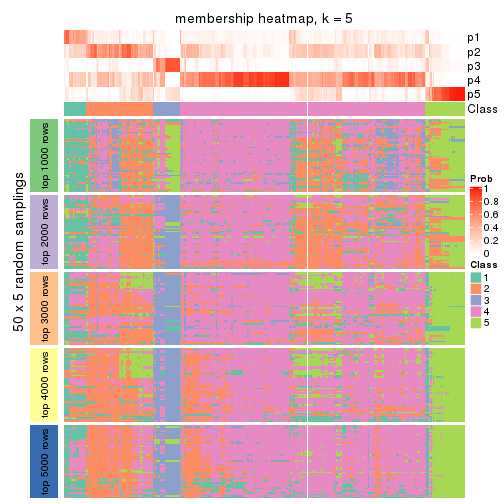 membership heatmap, k = 5
p1
p2
p3
p4
p5
Class
50 x 5 random samplings
top 1000 rows
top 2000 rows
top 3000 rows
top 4000 rows
top 5000 rows
Prob
1
0.8
0.6
0.4
0.2
0
Class
1
2
3
4
5